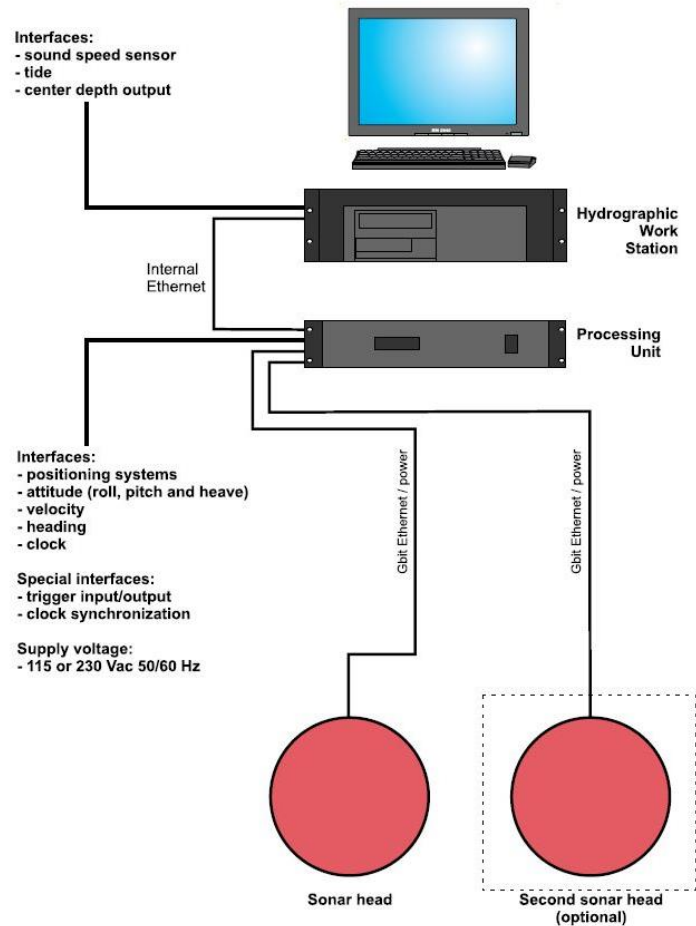 Interfaces:
- sound speed sensor
- tide
- center depth output
Hydrographic
Work
Station
Internal
Ethernet
Processing
Unit
Interfaces:
- positioning systems
- attitude (roll, pitch and heave)
- velocity
- heading
- clock
Special interfaces:
- trigger input/output
- clock synchronization
Supply voltage:
- 115 or 230 Vac 50/60 Hz
Gbit Ethernet / power
Gbit Ethernet / power
Sonar head
Second sonar head
(optional)